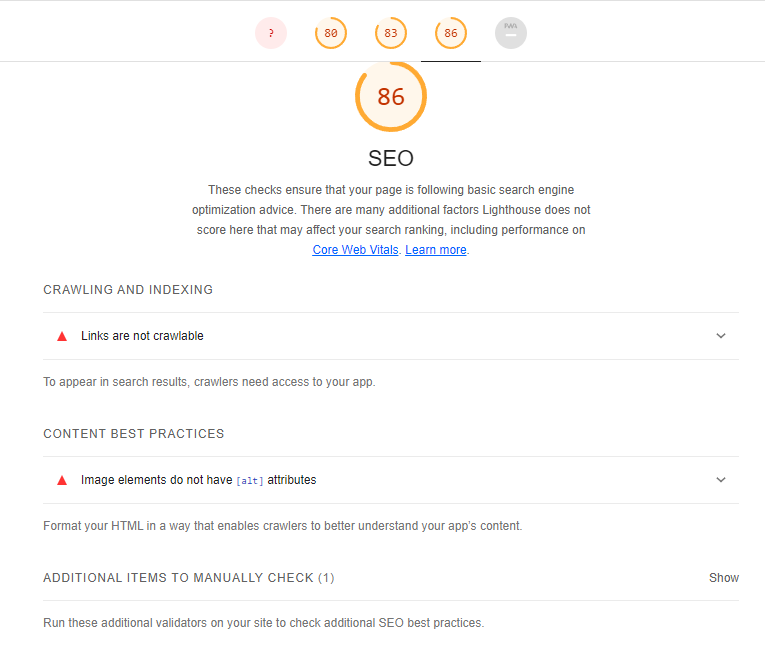 ? 80 83 86 PWA
86
SEO
These checks ensure that your page is following basic search engine
optimization advice. There are many additional factors Lighthouse does not
score here that may affect your search ranking, including performance on
Core Web Vitals. Learn more.
CRAWLING AND INDEXING
Links are not crawlable
To appear in search results, crawlers need access to your app.
CONTENT BEST PRACTICES
Image elements do not have [alt] attributes
Format your HTML in a way that enables crawlers to better understand your app’s content.
ADDITIONAL ITEMS TO MANUALLY CHECK (1) Show
Run these additional validators on your site to check additional SEO best practices.